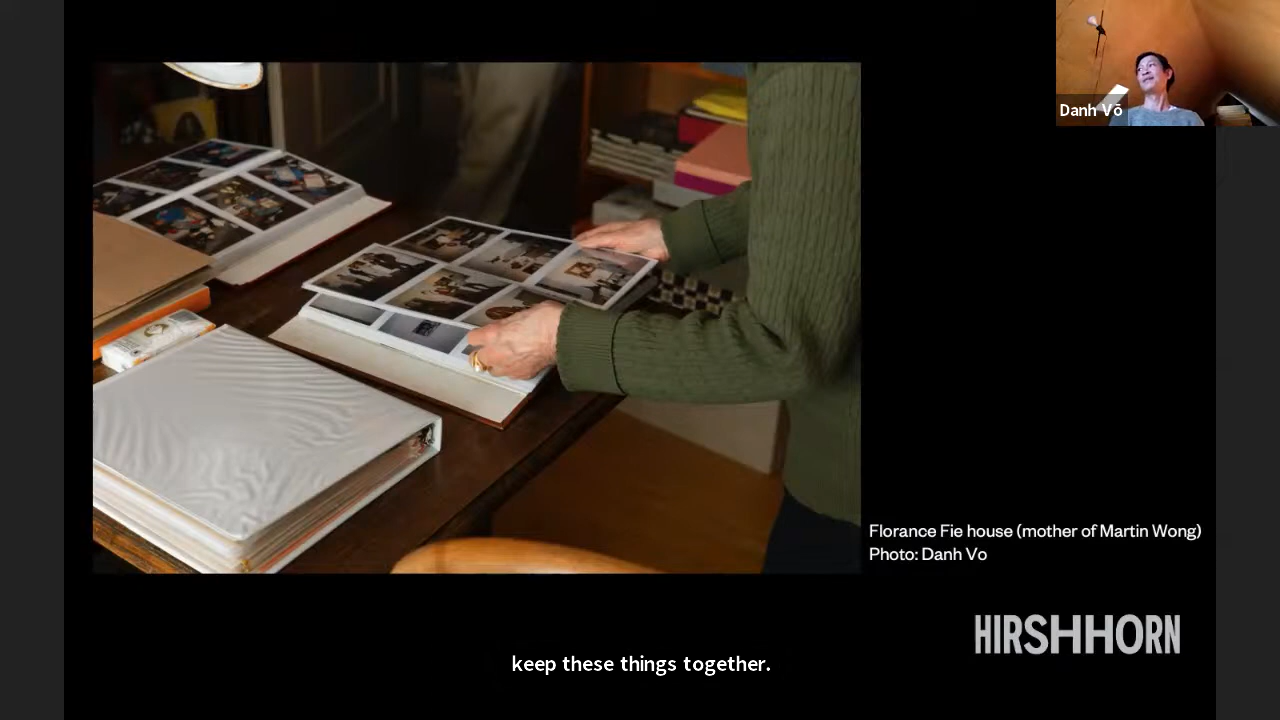 Danh Võ
Florance Fie house (mother of Martin Wong)
Photo: Danh Vo
HIRSHHORN
keep these things together.